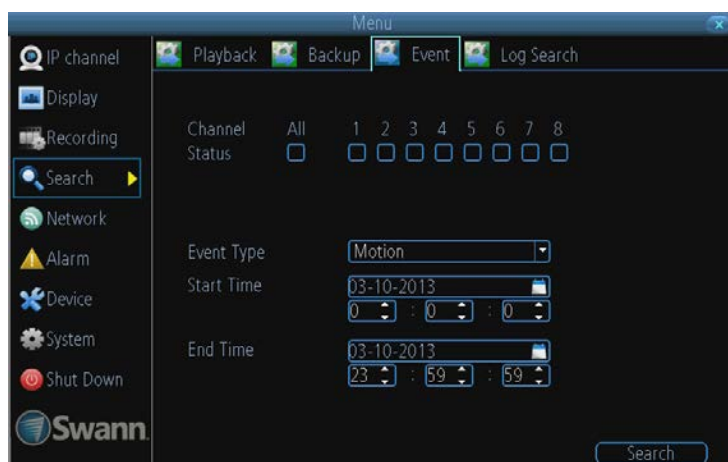 Menu
IP channel
Display
Recording
Search
Network
Alarm
Device
System
Shut Down
Swann
Playback Backup Event Log Search
Channel All 1 2 3 4 5 6 7 8
Status
Event Type Motion
Start Time 03-10-2013
0 : 0 : 0
End Time 03-10-2013
23 : 59 : 59
Search